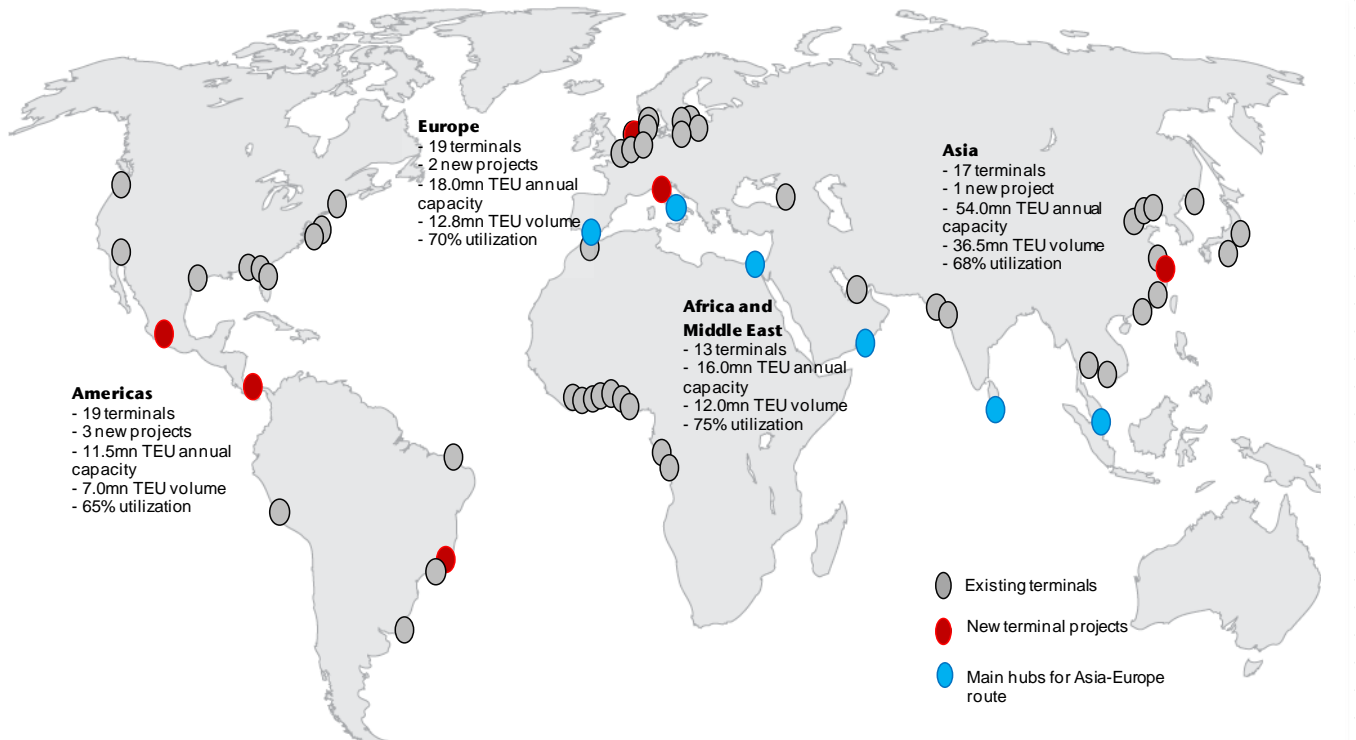 Europe
- 19 terminals
- 2 new projects
- 18.0mn TEU annual
capacity
- 12.8mn TEU volume
- 70% utilization
Asia
- 17 terminals
- 1 new project
- 54.0mn TEU annual
capacity
- 36.5mn TEU volume
- 68% utilization
Africa and
Middle East
- 13 terminals
- 16.0mn TEU annual
capacity
- 12.0mn TEU volume
- 75% utilization
Americas
- 19 terminals
- 3 new projects
- 11.5mn TEU annual
capacity
- 7.0mn TEU volume
- 65% utilization
Existing terminals
New terminal projects
Main hubs for Asia-Europe
route